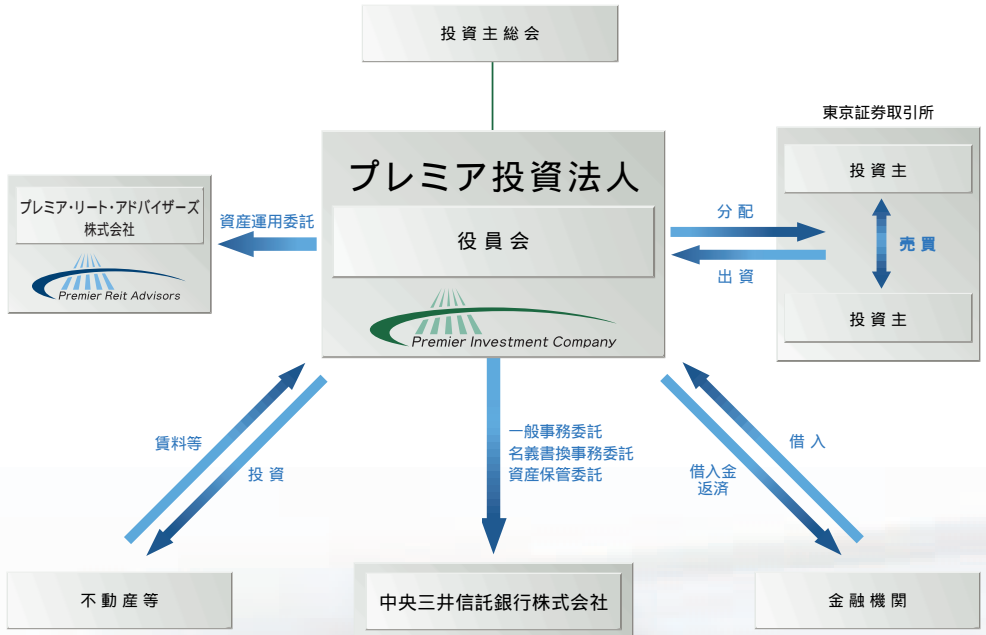 投資主総会
東京証券取引所
プレミア投資法人
役員会
Premier Investment Company
プレミア・リート・アドバイザーズ
株式会社
Premier Reit Advisors
資産運用委託
分配
出資
投資主
売買
投資主
賃料等
投資
一般事務委託
名義書換事務委託
資産保管委託
借入金
返済
借入
不動産等
中央三井信託銀行株式会社
金融機関